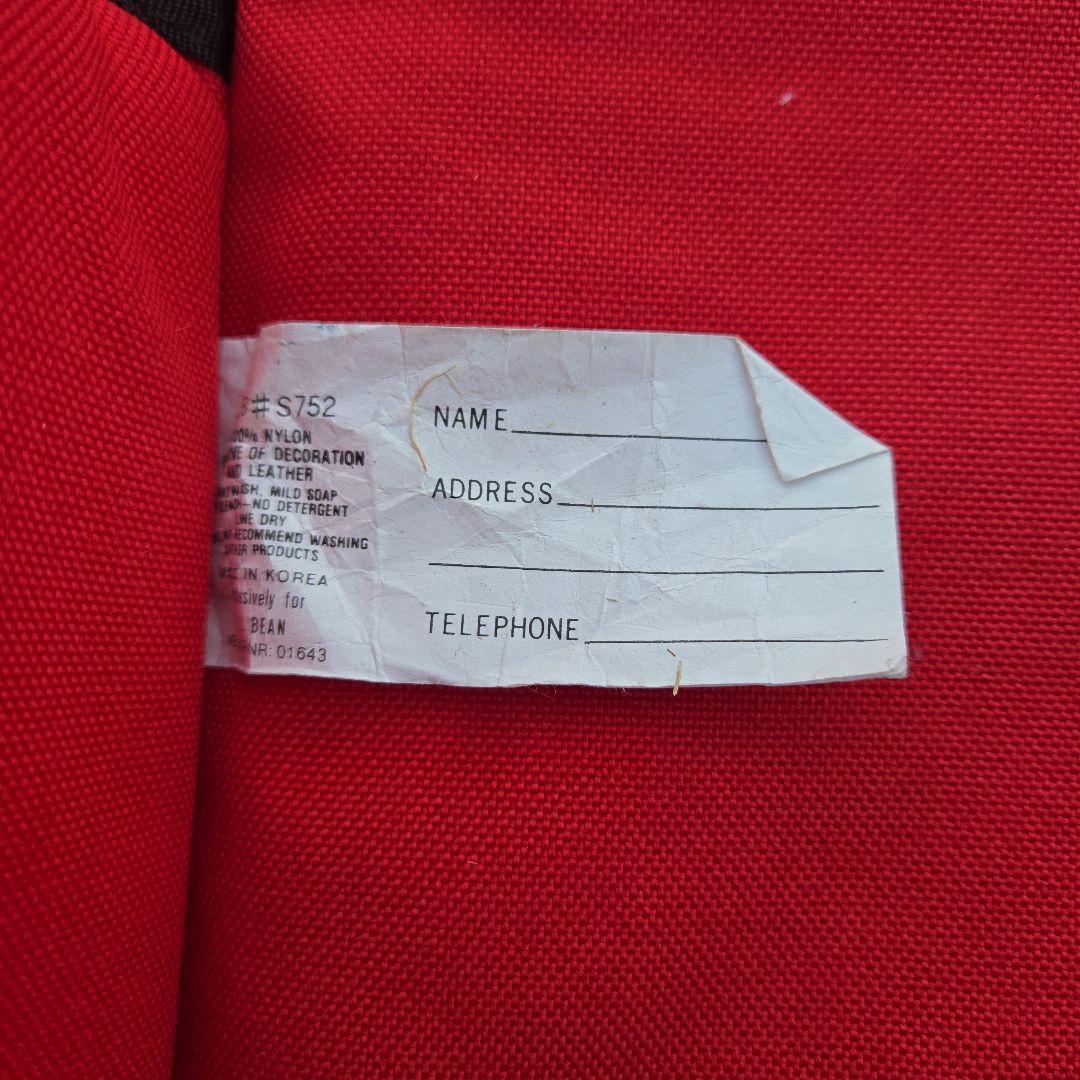 # S752
NYLON
OF DECORATION
LEATHER
MILD SOAP
NO DETERGENT
LINE DRY
RECOMMEND WASHING
PRODUCTS
IN KOREA
for
BEAN
NR: 01643
NAME
ADDRESS
TELEPHONE